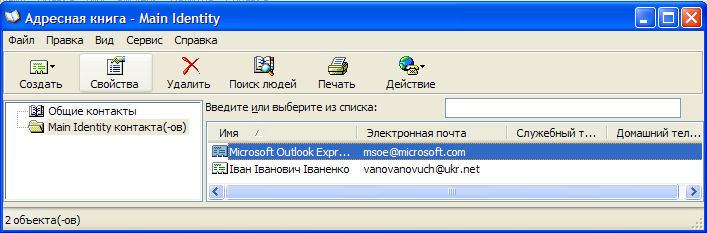 Адресная книга - Main Identity
Файл Правка Вид Сервис Справка
Создать Свойства Удалить Поиск людей Печать Действие
Общие контакты
Main Identity контакта(-ов)
Введите или выберите из списка:
Имя Электронная почта Служебный т... Домашний тел...
Microsoft Outlook Expr... msoe@microsoft.com
Іван Іванович Іваненко vanovanovuch@ukr.net
2 объекта(-ов)